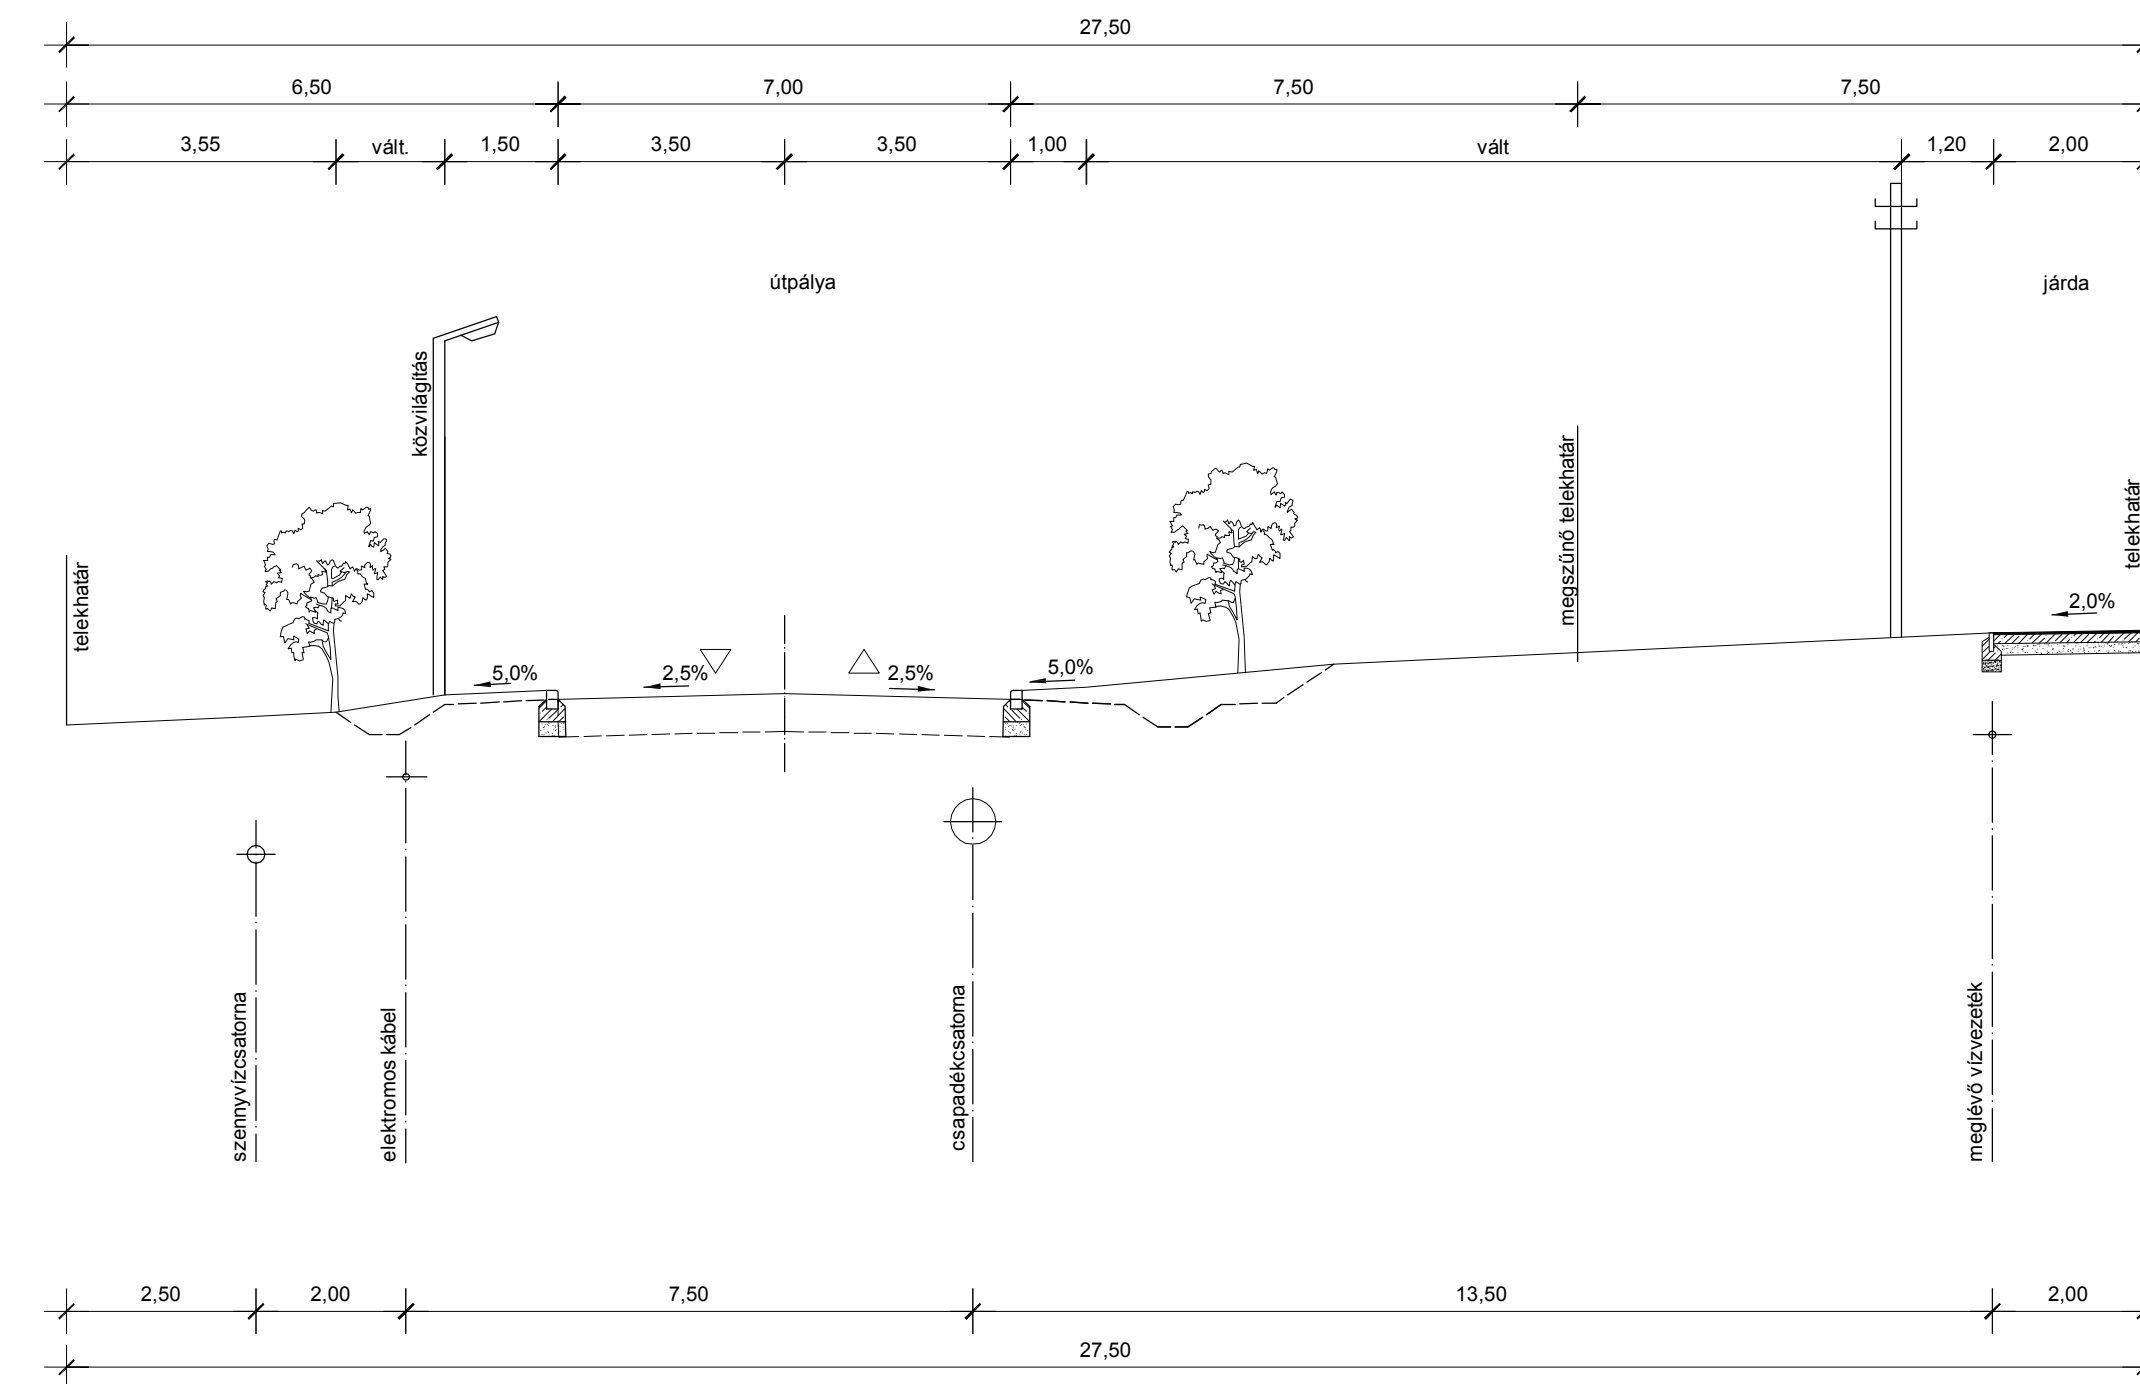 27,50
6,50 7,00 7,50 7,50
3,55 vált. 1,50 3,50 3,50 1,00 vált 1,20 2,00
útpálya járda
közvilágítás
megszűnő telekhatár
telekhatár
telekhatár
2,0%
5,0% 2,5% 2,5% 5,0%
szennyvízcsatorna
elektromos kábel
csapadékcsatorna
meglévő vízvezeték
2,50 2,00 7,50 13,50 2,00
27,50